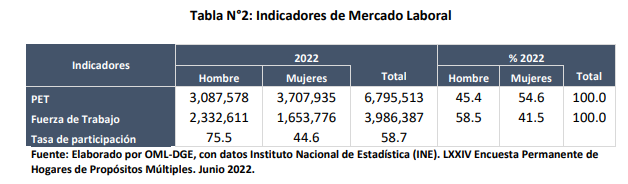 Tabla N°2: Indicadores de Mercado Laboral
Indicadores 2022 % 2022
Hombre Mujeres Total Hombre Mujeres Total
PET 3,087,578 3,707,935 6,795,513 45.4 54.6 100.0
Fuerza de Trabajo 2,332,611 1,653,776 3,986,387 58.5 41.5 100.0
Tasa de participación 75.5 44.6 58.7
Fuente: Elaborado por OML-DGE, con datos Instituto Nacional de Estadística (INE). LXXIV Encuesta Permanente de
Hogares de Propósitos Múltiples. Junio 2022.